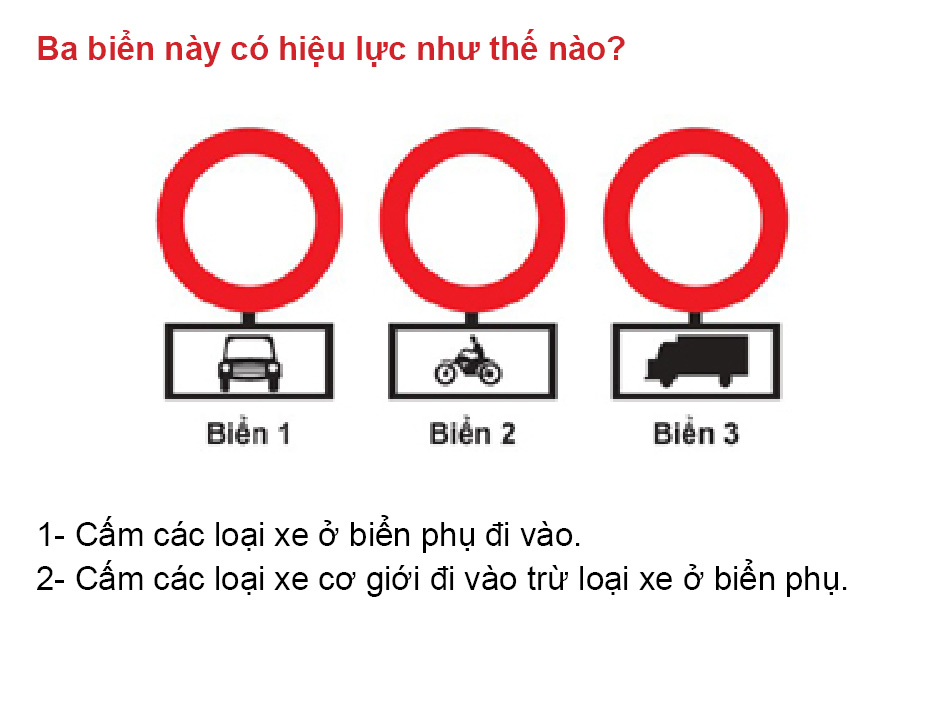 Ba biển này có hiệu lực như thế nào?
Biển 1 Biển 2 Biển 3
1- Cấm các loại xe ở biển phụ đi vào.
2- Cấm các loại xe cơ giới đi vào trừ loại xe ở biển phụ.